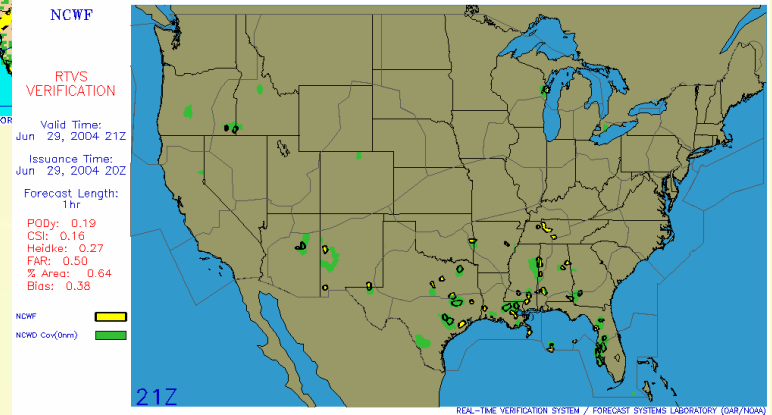 NCWF
RTVS
VERIFICATION
Valid Time:
Jun 29, 2004 21Z
Issuance Time:
Jun 29, 2004 20Z
Forecast Length:
1hr
PODy: 0.19
CSI: 0.16
Heidke: 0.27
FAR: 0.50
% Area: 0.64
Bias: 0.38
NCWF
NCWD Cov(0nm)
OR
21Z
REAL-TIME VERIFICATION SYSTEM / FORECAST SYSTEMS LABORATORY (OAR/NOAA)